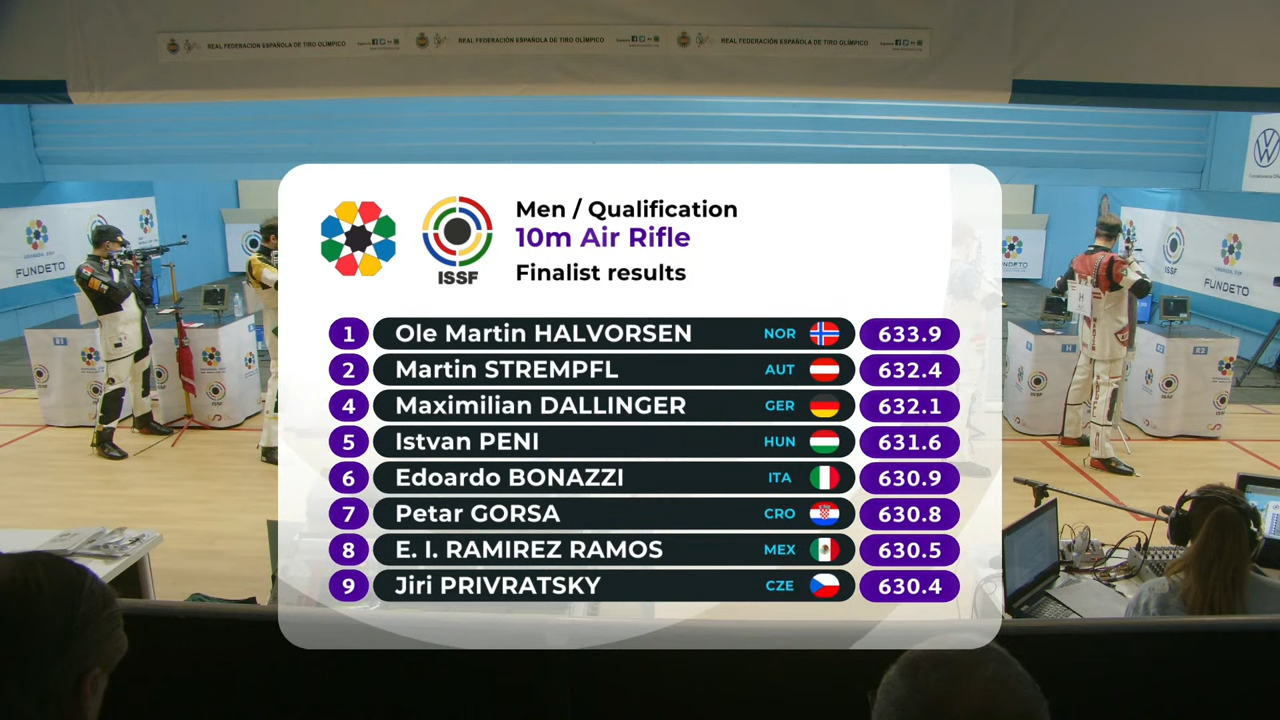 REAL FEDERACION ESPAÑOLA DE TIRO OLÍMPICO
REAL FEDERACIÓN ESPAÑOLA DE TIRO OLÍMPICO
REAL FEDERACIÓN ESPAÑOLA DE TIRO OLÍMPICO
Men / Qualification
10m Air Rifle
Finalist results
ISSF
1 Ole Martin HALVORSEN NOR 633.9
2 Martin STREMPFL AUT 632.4
4 Maximilian DALLINGER GER 632.1
5 Istvan PENI HUN 631.6
6 Edoardo BONAZZI ITA 630.9
7 Petar GORSA CRO 630.8
8 E. I. RAMIREZ RAMOS MEX 630.5
9 Jiri PRIVRATSKY CZE 630.4
FUNDETO
FUNDETO
ISSF
FUNDETO
R1
H
R2